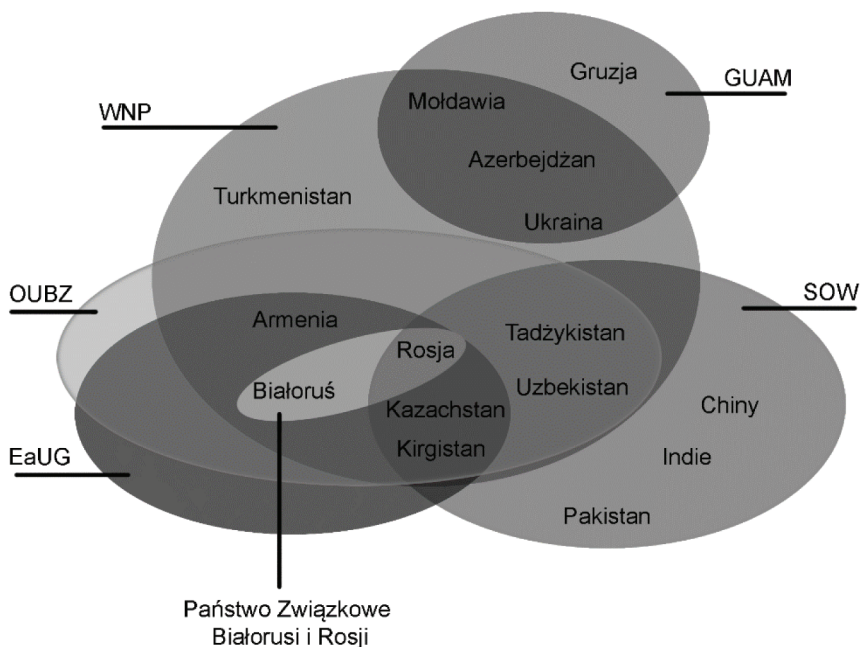 Gruzja
GUAM
Mołdawia
WNP
Azerbejdżan
Turkmenistan
Ukraina
OUBZ
SOW
Armenia
Tadżykistan
Rosja
Białoruś
Uzbekistan
Kazachstan
Chiny
Kirgistan
Indie
EaUG
Pakistan
Państwo Związkowe
Białorusi i Rosji